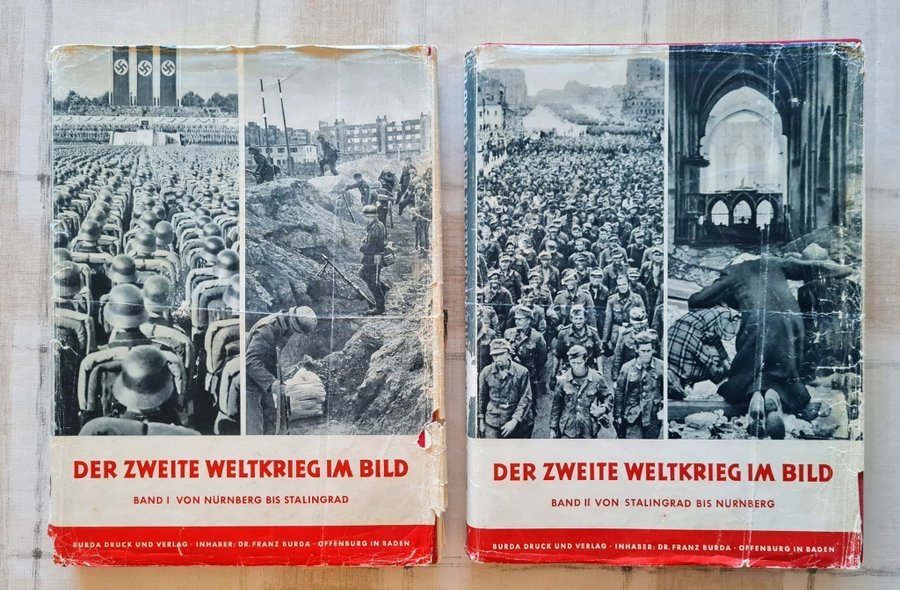 DER ZWEITE WELTKRIEG IM BILD
BAND I VON NÜRNBERG BIS STALINGRAD
BURDA DRUCK UND VERLAG · INHABER: DR. FRANZ BURDA · OFFENBURG IN BADEN
DER ZWEITE WELTKRIEG IM BILD
BAND II VON STALINGRAD BIS NÜRNBERG
BURDA DRUCK UND VERLAG · INHABER: DR. FRANZ BURDA · OFFENBURG IN BADEN